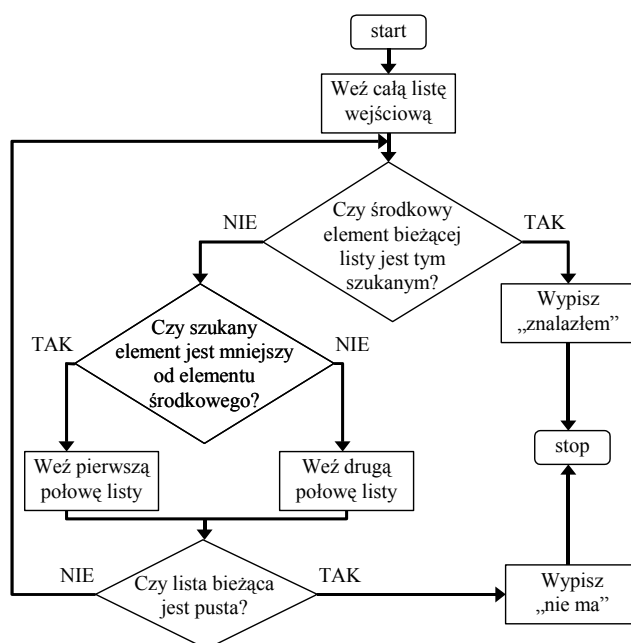 start
Weź całą listę
wejściową
NIE
Czy środkowy
element bieżącej
listy jest tym
szukanym?
TAK
Wypisz
„znalazłem”
TAK
Czy szukany
element jest mniejszy
od elementu
środkowego?
NIE
stop
Weź pierwszą
połowę listy
Weź drugą
połowę listy
NIE
Czy lista bieżąca
jest pusta?
TAK
Wypisz
„nie ma”